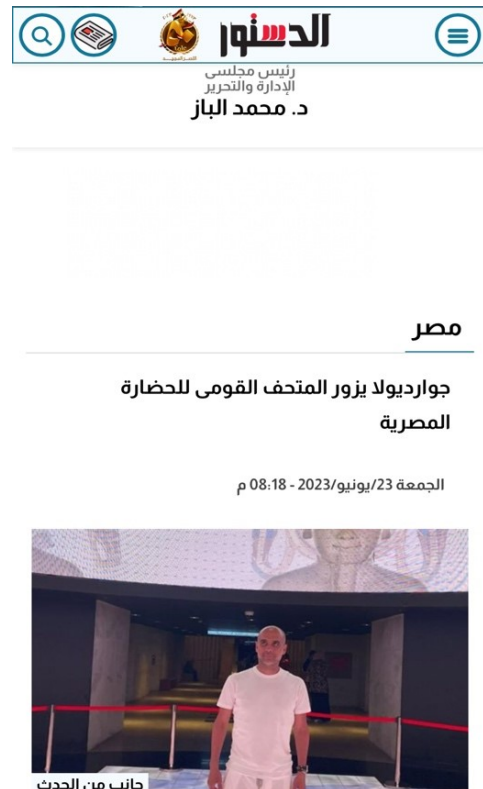 الدستور
رئيس مجلسى
الإدارة والتحرير
د. محمد الباز
مصر
جوارديولا يزور المتحف القومى للحضارة
المصرية
الجمعة 23/يونيو/2023 - 08:18 م
جانب من الحدث